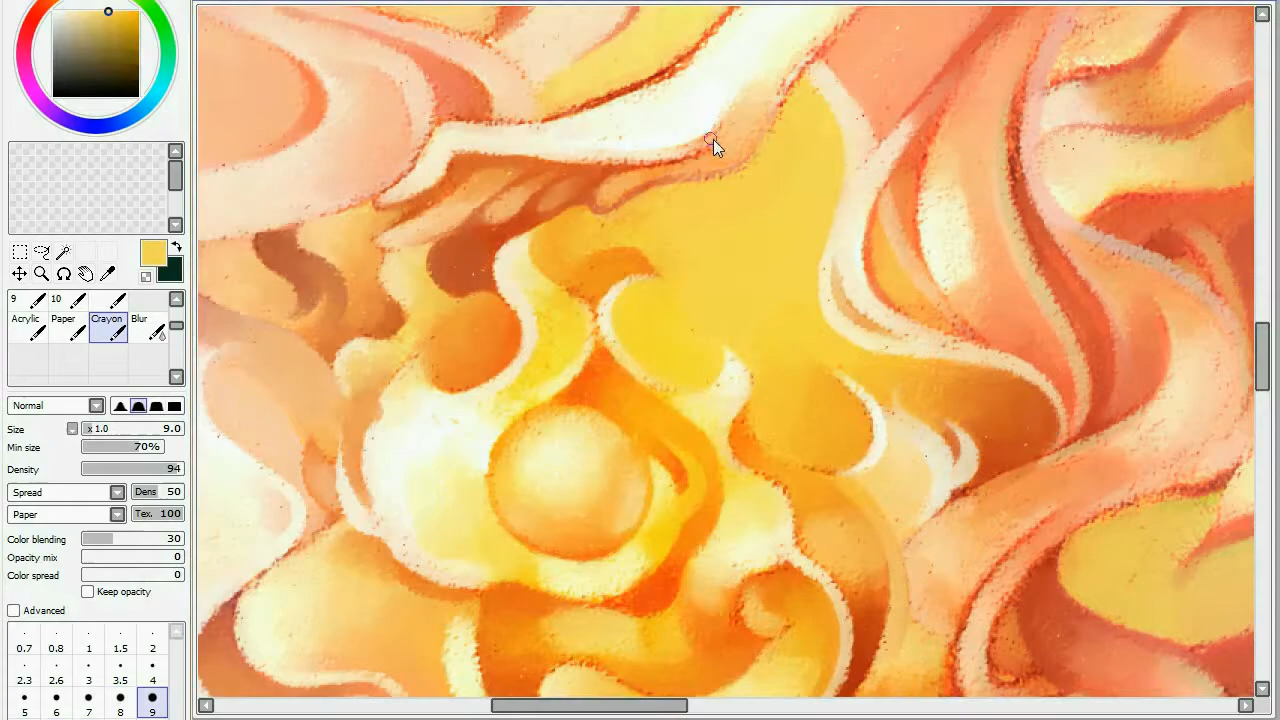 9 10
Acrylic Paper Crayon Blur
Normal
Size x 1.0 9.0
Min size 70%
Density 94
Spread Dens 50
Paper Tex. 100
Color blending 30
Opacity mix 0
Color spread 0
Keep opacity
Advanced
0.7 0.8 1 1.5 2
2.3 2.6 3 3.5 4
5 6 7 8 9